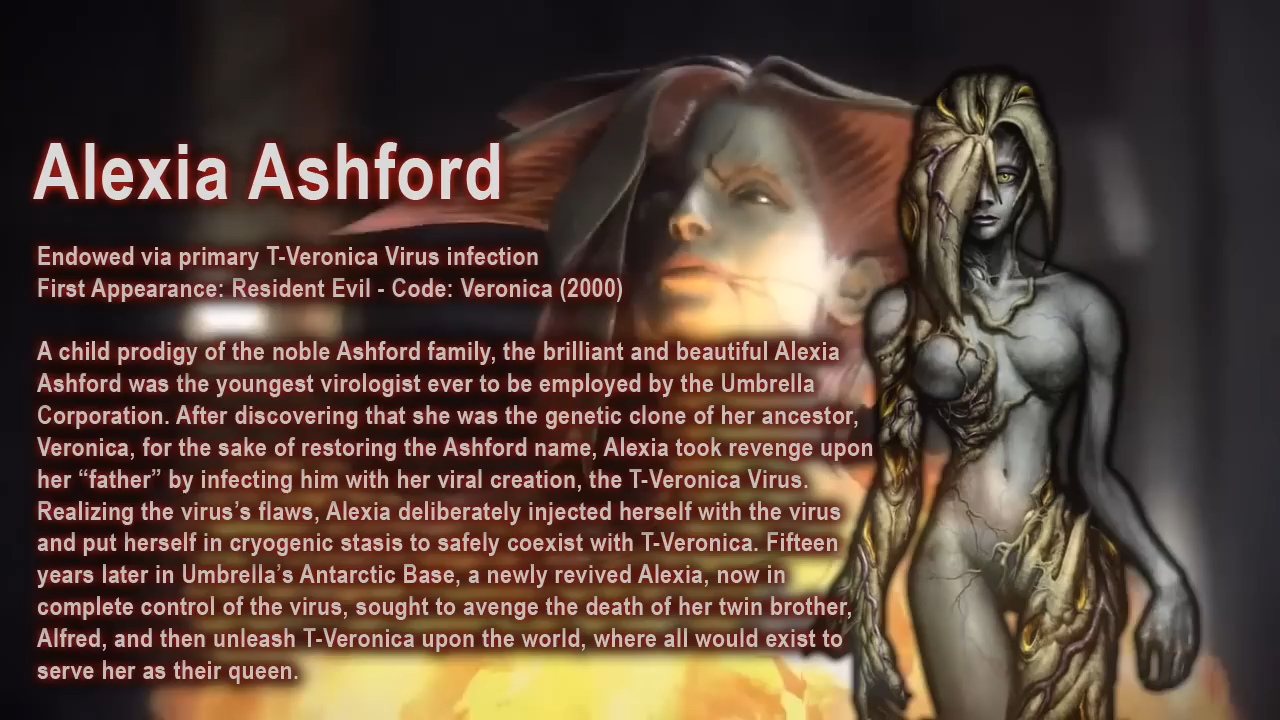 Alexia Ashford
Endowed via primary T-Veronica Virus infection
First Appearance: Resident Evil - Code: Veronica (2000)
A child prodigy of the noble Ashford family, the brilliant and beautiful Alexia
Ashford was the youngest virologist ever to be employed by the Umbrella
Corporation. After discovering that she was the genetic clone of her ancestor,
Veronica, for the sake of restoring the Ashford name, Alexia took revenge upon
her “father” by infecting him with her viral creation, the T-Veronica Virus.
Realizing the virus’s flaws, Alexia deliberately injected herself with the virus
and put herself in cryogenic stasis to safely coexist with T-Veronica. Fifteen
years later in Umbrella’s Antarctic Base, a newly revived Alexia, now in
complete control of the virus, sought to avenge the death of her twin brother,
Alfred, and then unleash T-Veronica upon the world, where all would exist to
serve her as their queen.